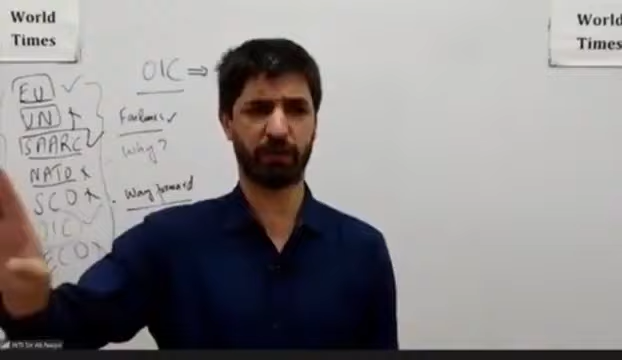 World
Times
World
Times
OIC ⇒
EU ✓
UN
SAARC
NATO x
SCO x
OIC
ECO x
Failures ✓
Why?
Way forward